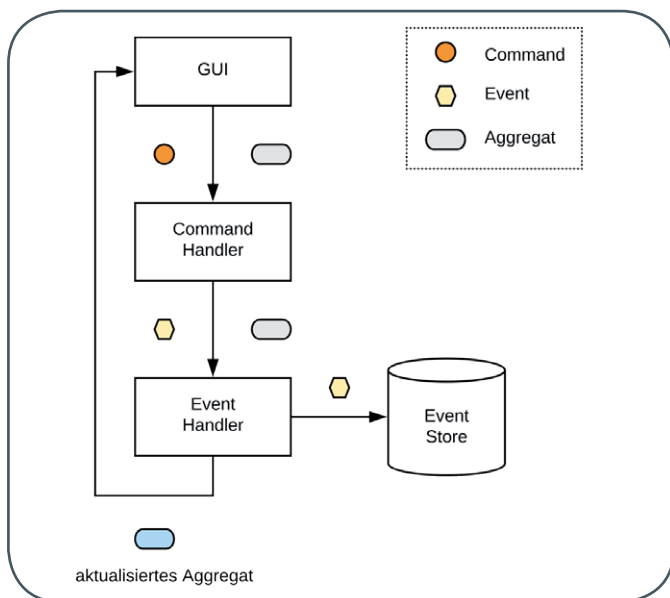 GUI
Command
Event
Aggregat
Command
Handler
Event
Handler
Event
Store
aktualisiertes Aggregat